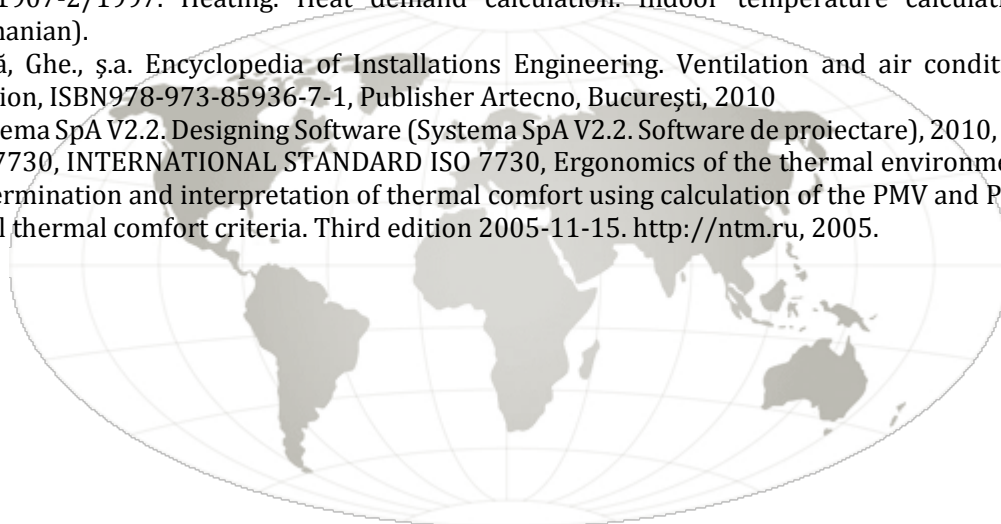 1907-2/1997. Heating. Heat demand calculation. Indoor temperature
manian).
ă, Ghe., ş.a. Encyclopedia of Installations Engineering. Ventilation and air
ion, ISBN978-973-85936-7-1, Publisher Artecno, Bucureşti, 2010
ema SpA V2.2. Designing Software (Systema SpA V2.2. Software de proiectare), 2010,
7730, INTERNATIONAL STANDARD ISO 7730, Ergonomics of the thermal
ermination and interpretation of thermal comfort using calculation of the PMV and
l thermal comfort criteria. Third edition 2005-11-15. http://ntm.ru, 2005.